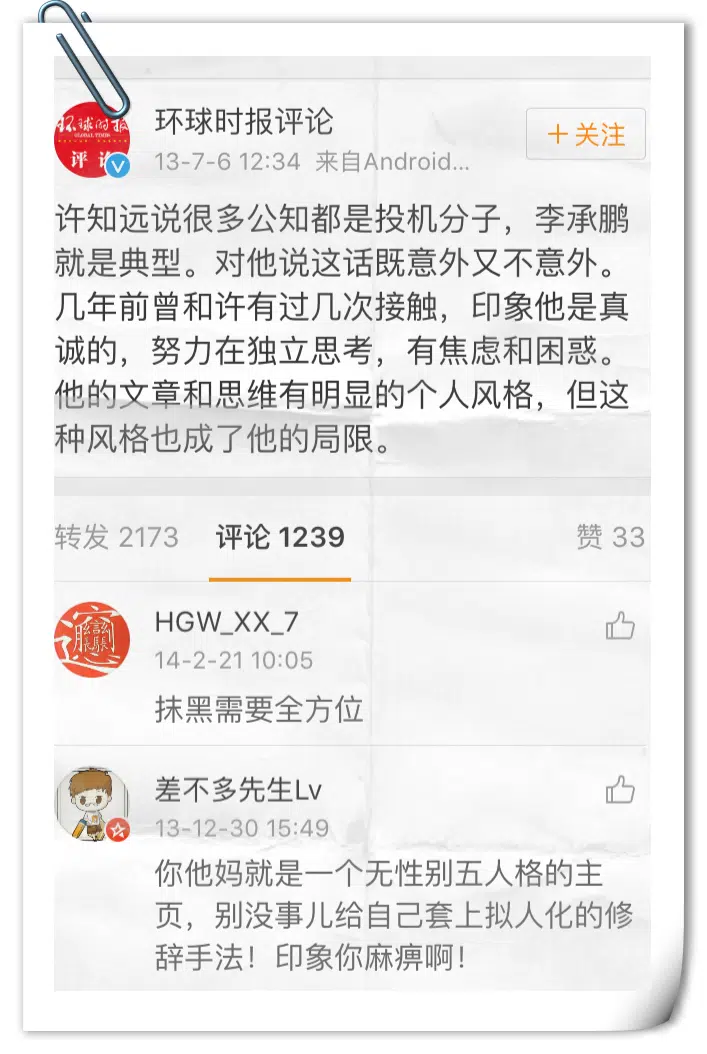 环球时报
GLOBAL TIMES
评论
环球时报评论
13-7-6 12:34 来自Android...
+关注
许知远说很多公知都是投机分子，李承鹏
就是典型。对他说这话既意外又不意外。
几年前曾和许有过几次接触，印象他是真
诚的，努力在独立思考，有焦虑和困惑。
他的文章和思维有明显的个人风格，但这
种风格也成了他的局限。
转发 2173 评论 1239 赞 33
HGW_XX_7
14-2-21 10:05
抹黑需要全方位
差不多先生Lv
13-12-30 15:49
你他妈就是一个无性别五人格的主
页，别没事儿给自己套上拟人化的修
辞手法！印象你麻痹啊！